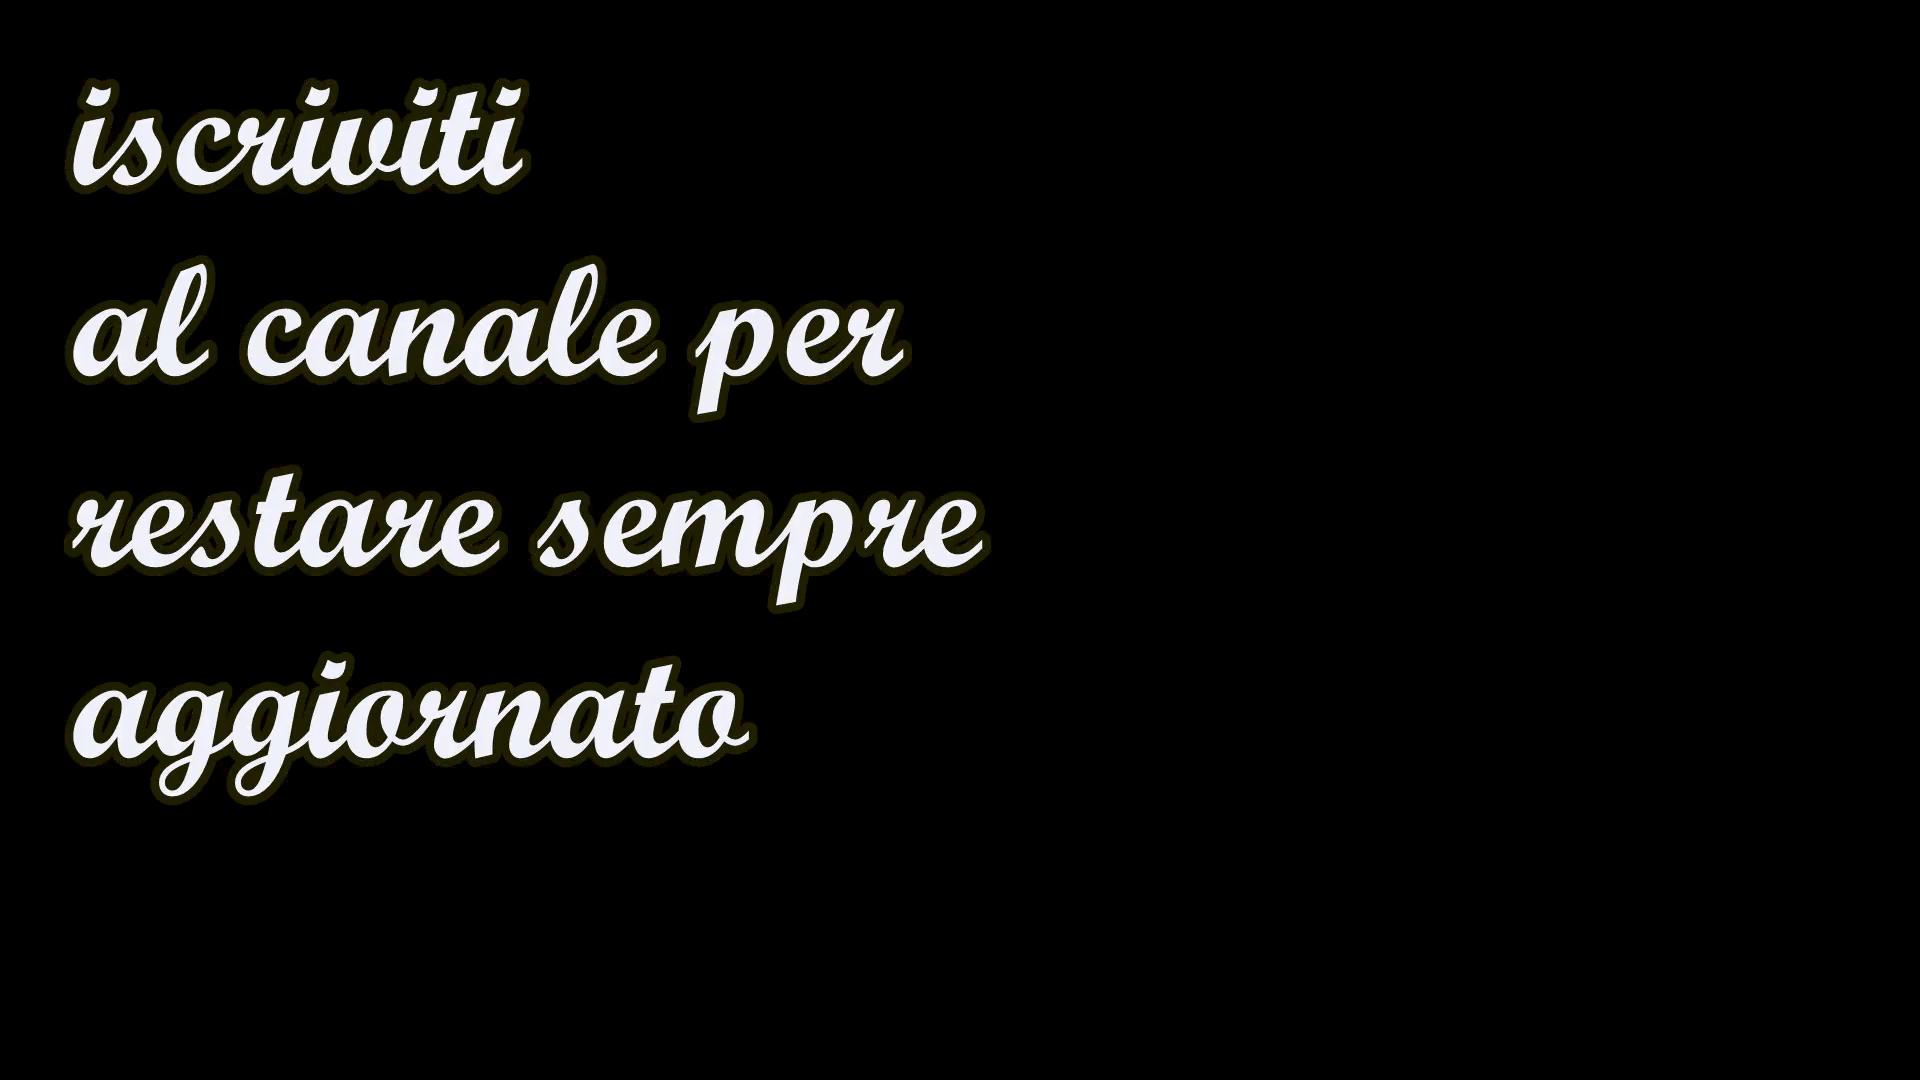 iscriviti
al canale per
restare sempre
aggiornato